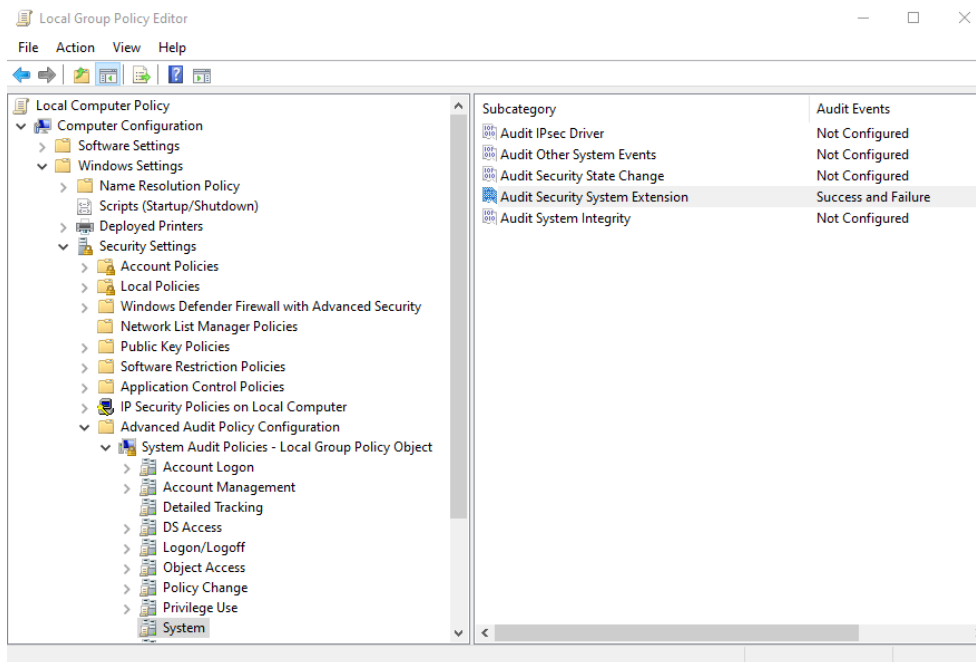 Local Group Policy Editor
File Action View Help
Local Computer Policy
Computer Configuration
Software Settings
Windows Settings
Name Resolution Policy
Scripts (Startup/Shutdown)
Deployed Printers
Security Settings
Account Policies
Local Policies
Windows Defender Firewall with Advanced Security
Network List Manager Policies
Public Key Policies
Software Restriction Policies
Application Control Policies
IP Security Policies on Local Computer
Advanced Audit Policy Configuration
System Audit Policies - Local Group Policy Object
Account Logon
Account Management
Detailed Tracking
DS Access
Logon/Logoff
Object Access
Policy Change
Privilege Use
System
Subcategory Audit Events
Audit IPsec Driver Not Configured
Audit Other System Events Not Configured
Audit Security State Change Not Configured
Audit Security System Extension Success and Failure
Audit System Integrity Not Configured